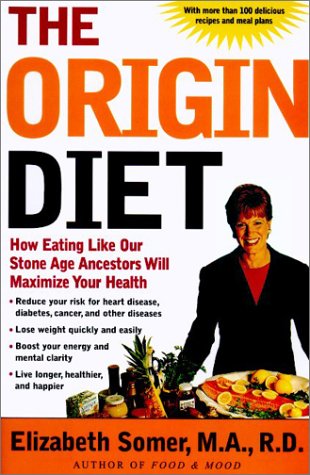 With more than 100 delicious
recipes and meal plans
THE
ORIGIN
DIET
How Eating Like Our
Stone Age Ancestors Will
Maximize Your Health
• Reduce your risk for heart disease,
diabetes, cancer, and other diseases
• Lose weight quickly and easily
• Boost your energy and
mental clarity
• Live longer, healthier,
and happier
Elizabeth Somer, M.A., R.D.
AUTHOR OF FOOD & MOOD